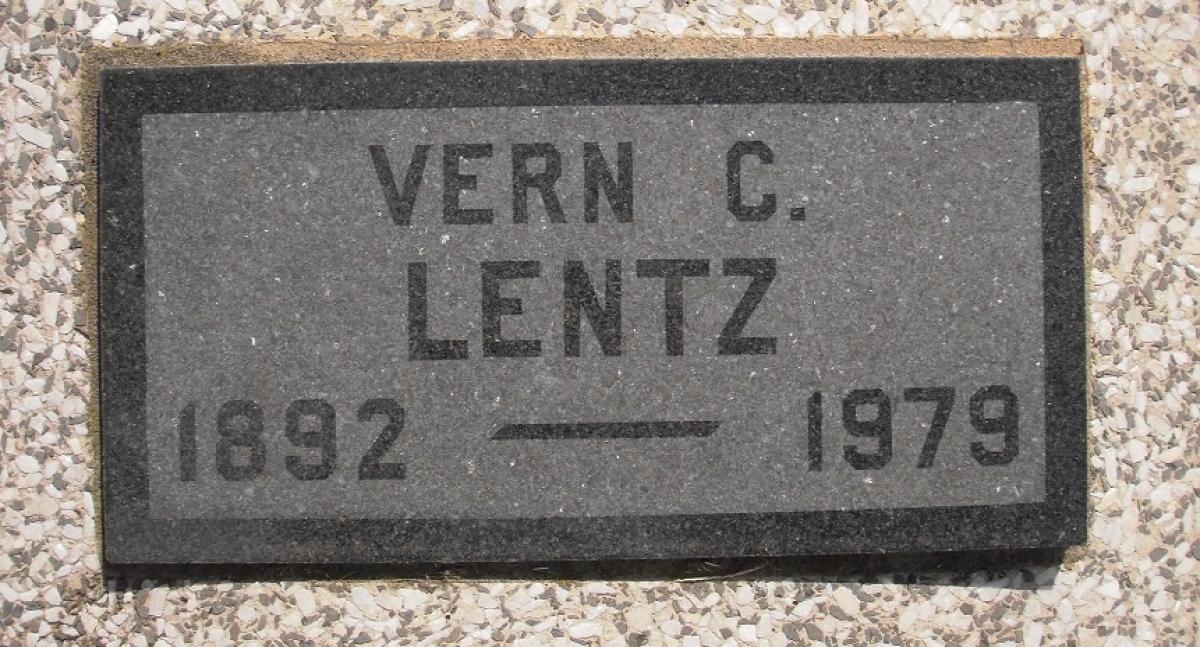 VERN C.
LENTZ
1892 — 1979